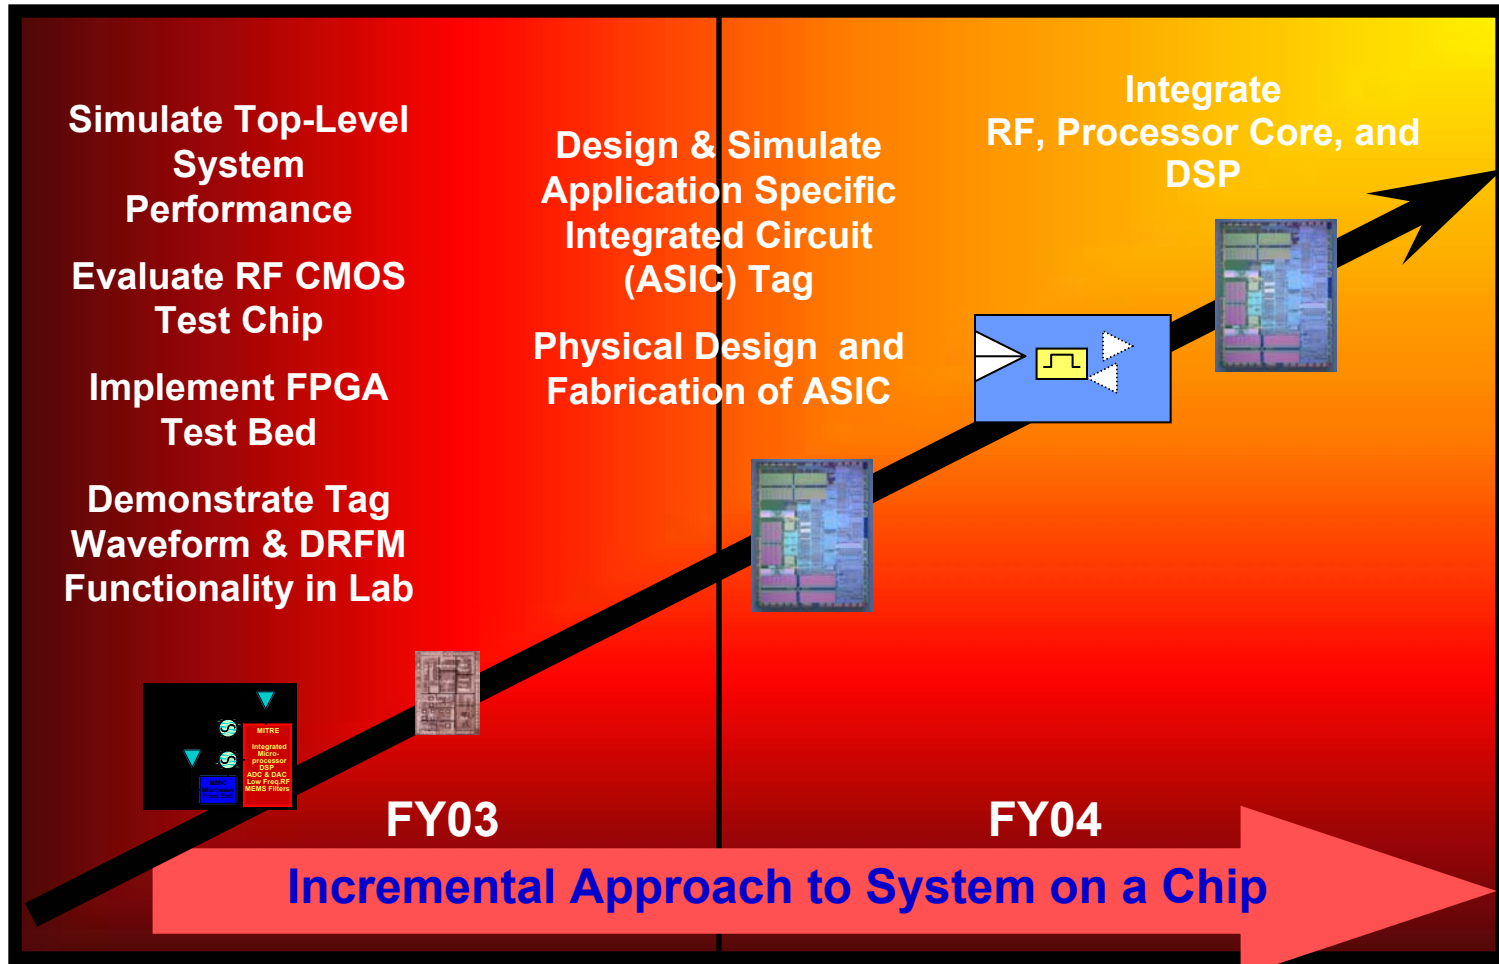 Simulate Top-Level
System
Performance
Evaluate RF CMOS
Test Chip
Implement FPGA
Test Bed
Demonstrate Tag
Waveform & DRFM
Functionality in Lab
Design & Simulate
Application Specific
Integrated Circuit
(ASIC) Tag
Physical Design and
Fabrication of ASIC
Integrate
RF, Processor Core, and
DSP
MITRE
Integrated
Micro-
processor
DSP
ADC & DAC
Low Freq.RF
MEMS Filters
FY03
FY04
Incremental Approach to System on a Chip